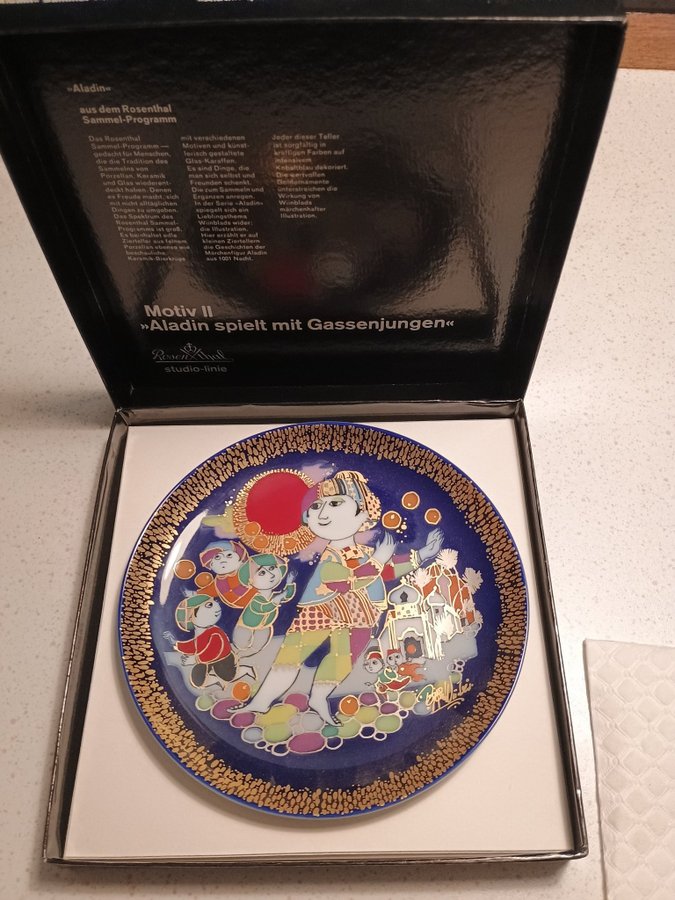 »Aladin«
aus dem Rosenthal
Sammel-Programm
Das Rosenthal
Sammel-Programm —
gedacht für Menschen,
die die Tradition des
Sammelns von
Porzellan, Keramik
und Glas wiederent-
deckt haben. Denen
es Freude macht, sich
mit nicht alltäglichen
Dingen zu umgeben.
Das Spektrum des
Rosenthal Sammel-
Programms ist groß.
Es beinhaltet edle
Zierteller aus feinem
Porzellan ebenso wie
beschauliche
Keramik-Bierkrüge
mit verschiedenen
Motiven und künst-
lerisch gestaltete
Glas-Karaffen.
Es sind Dinge, die
man sich selbst und
Freunden schenkt.
Die zum Sammeln und
Ergänzen anregen.
In der Serie »Aladin«
spiegelt sich ein
Lieblingsthema
Wiinblads wider:
die Illustration.
Hier erzählt er auf
kleinen Ziertellern
die Geschichten der
Märchenfigur Aladin
aus 1001 Nacht.
Jeder dieser Teller
ist sorgfältig in
kräftigen Farben auf
intensivem
Kobaltblau dekoriert.
Die wertvollen
Goldornamente
unterstreichen die
Wirkung von
Wiinblads
märchenhafter
Illustration.
Motiv II
»Aladin spielt mit Gassenjungen«
Rosenthal
studio-linie